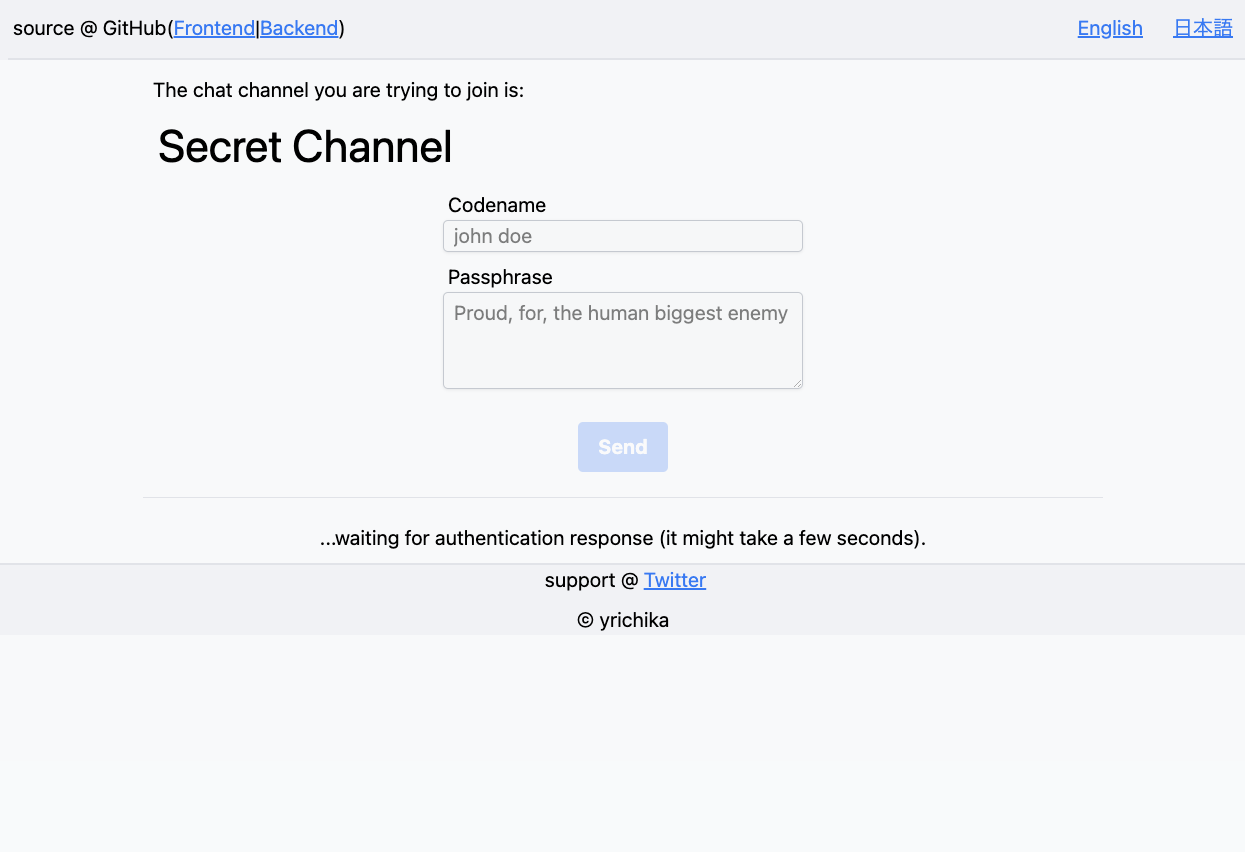 source @ GitHub(Frontend|Backend) English 日本語
The chat channel you are trying to join is:
Secret Channel
Codename
john doe
Passphrase
Proud, for, the human biggest enemy
Send
...waiting for authentication response (it might take a few seconds).
support @ Twitter
© yrichika